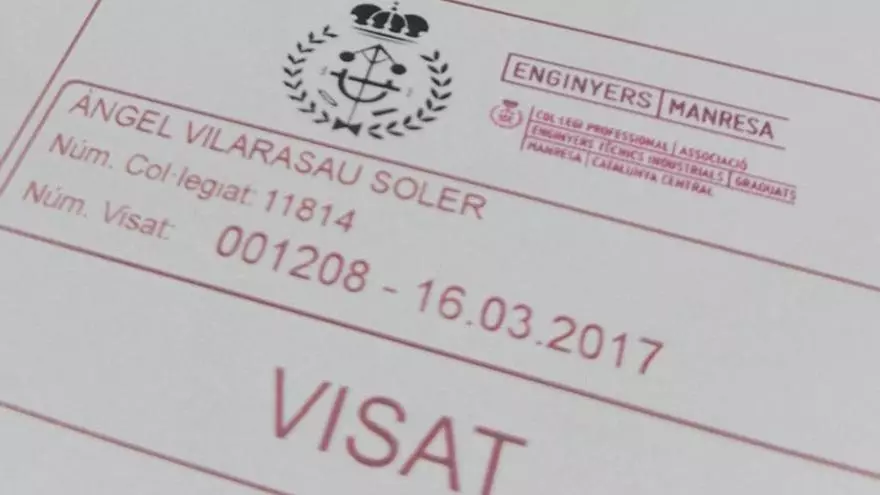 ENGINYERS MANRESA
COL·LEGI PROFESSIONAL ASSOCIACIÓ
ENGINYERS TÈCNICS INDUSTRIALS GRADUATS
MANRESA CATALUNYA CENTRAL
ÀNGEL VILARASAU SOLER
Núm. Col·legiat: 11814
Núm. Visat: 001208 - 16.03.2017
VISAT